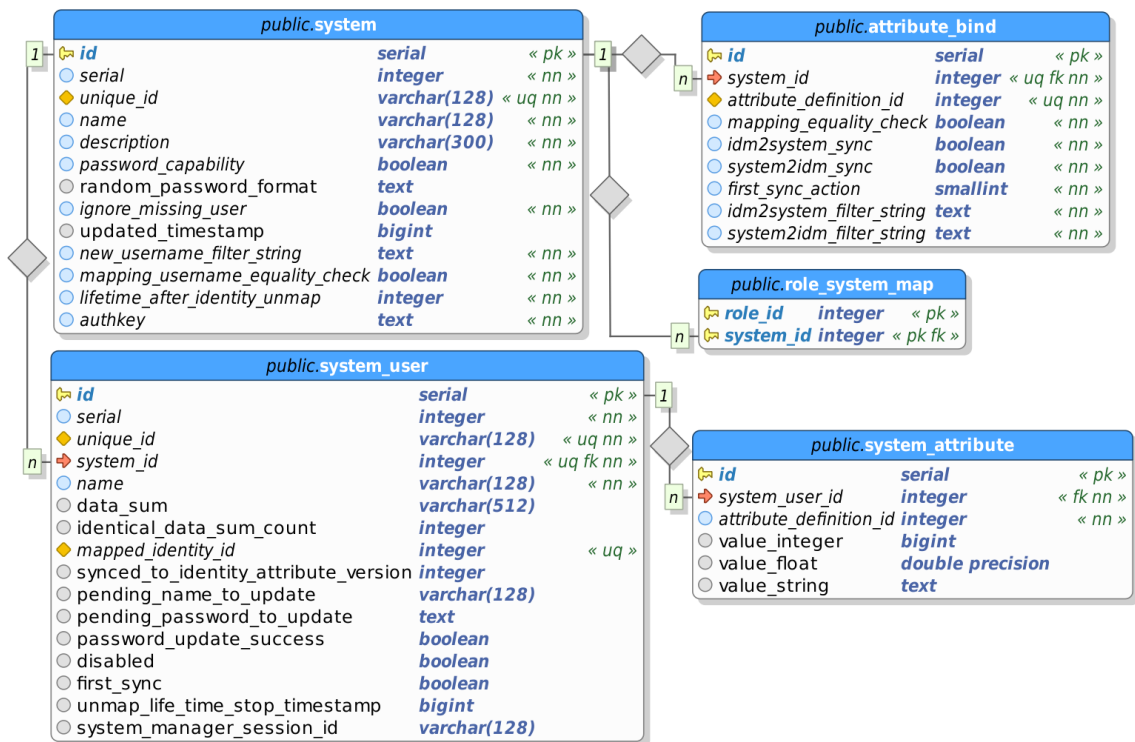 public.system
id serial « pk »
serial integer « nn »
unique_id varchar(128) « uq nn »
name varchar(128) « nn »
description varchar(300) « nn »
password_capability boolean « nn »
random_password_format text
ignore_missing_user boolean « nn »
updated_timestamp bigint
new_username_filter_string text « nn »
mapping_username_equality_check boolean « nn »
lifetime_after_identity_unmap integer « nn »
authkey text « nn »
1
1
n
public.attribute_bind
id serial « pk »
system_id integer « uq fk nn »
attribute_definition_id integer « uq nn »
mapping_equality_check boolean « nn »
idm2system_sync boolean « nn »
system2idm_sync boolean « nn »
first_sync_action smallint « nn »
idm2system_filter_string text « nn »
system2idm_filter_string text « nn »
n
public.role_system_map
role_id integer « pk »
system_id integer « pk fk »
n
public.system_user
id serial « pk »
serial integer « nn »
unique_id varchar(128) « uq nn »
system_id integer « uq fk nn »
name varchar(128) « nn »
data_sum varchar(512)
identical_data_sum_count integer
mapped_identity_id integer « uq »
synced_to_identity_attribute_version integer
pending_name_to_update varchar(128)
pending_password_to_update text
password_update_success boolean
disabled boolean
first_sync boolean
unmap_life_time_stop_timestamp bigint
system_manager_session_id varchar(128)
1
n
public.system_attribute
id serial « pk »
system_user_id integer « fk nn »
attribute_definition_id integer « nn »
value_integer bigint
value_float double precision
value_string text